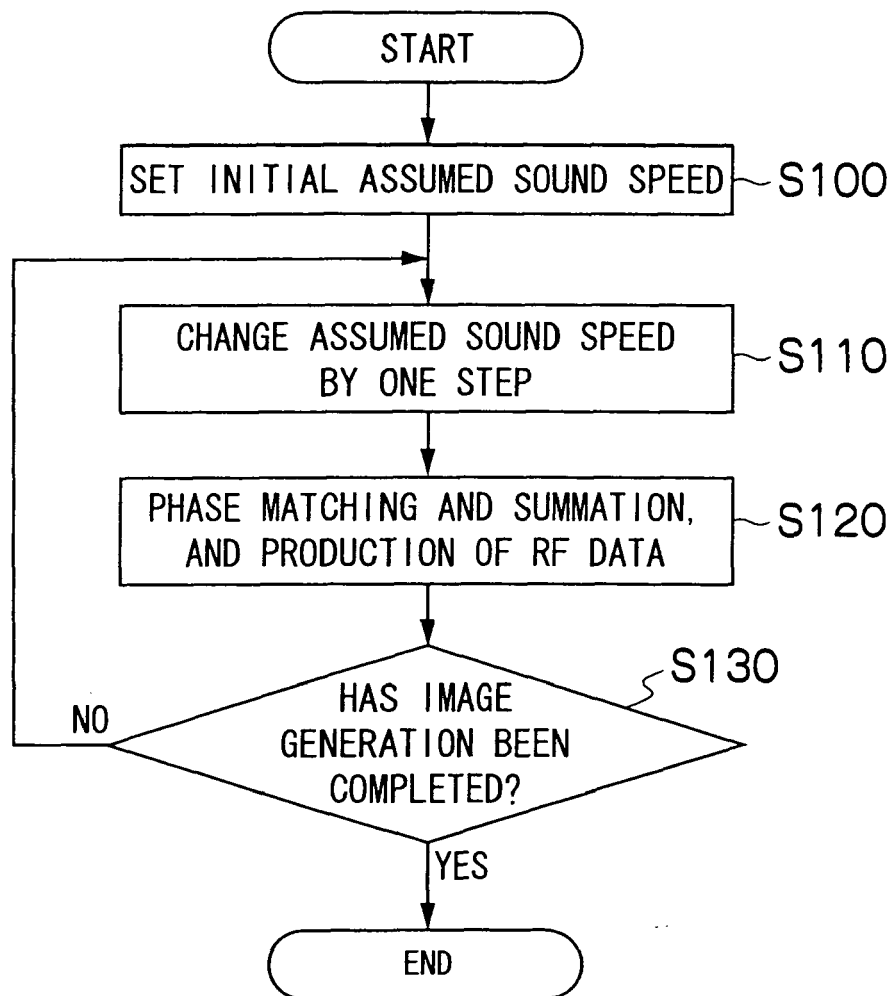 START
SET INITIAL ASSUMED SOUND SPEED
S100
CHANGE ASSUMED SOUND SPEED
BY ONE STEP
S110
PHASE MATCHING AND SUMMATION,
AND PRODUCTION OF RF DATA
S120
S130
HAS IMAGE
GENERATION BEEN
COMPLETED?
NO
YES
END